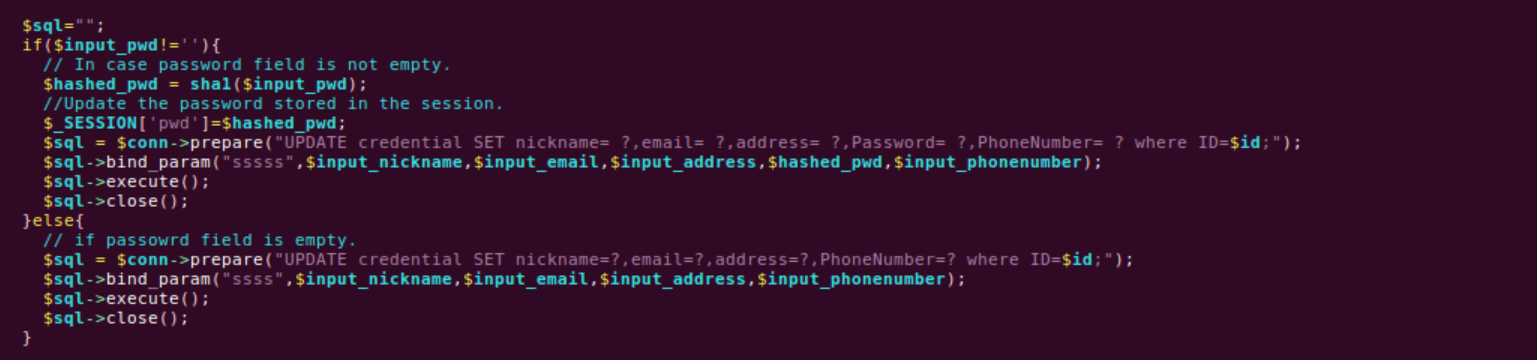 $sql="";
if($input_pwd!=''){
  // In case password field is not empty.
  $hashed_pwd = sha1($input_pwd);
  //Update the password stored in the session.
  $_SESSION['pwd']=$hashed_pwd;
  $sql = $conn->prepare("UPDATE credential SET nickname= ?,email= ?,address= ?,Password= ?,PhoneNumber= ? where ID=$id;");
  $sql->bind_param("sssss",$input_nickname,$input_email,$input_address,$hashed_pwd,$input_phonenumber);
  $sql->execute();
  $sql->close();
}else{
  // if passowrd field is empty.
  $sql = $conn->prepare("UPDATE credential SET nickname=?,email=?,address=?,PhoneNumber=? where ID=$id;");
  $sql->bind_param("ssss",$input_nickname,$input_email,$input_address,$input_phonenumber);
  $sql->execute();
  $sql->close();
}